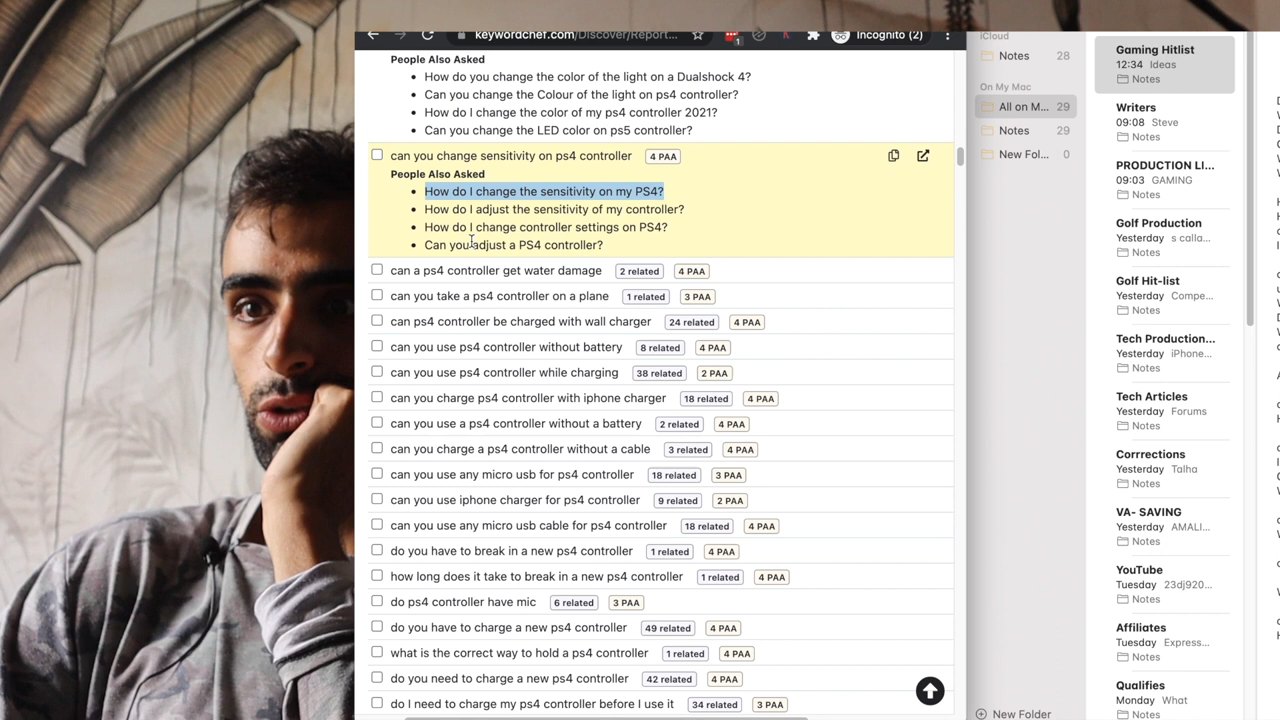 keywordchef.com/Discover/Report...
1
Incognito (2)
People Also Asked
• How do you change the color of the light on a Dualshock 4?
• Can you change the Colour of the light on ps4 controller?
• How do I change the color of my ps4 controller 2021?
• Can you change the LED color on ps5 controller?
can you change sensitivity on ps4 controller 4 PAA
People Also Asked
• How do I change the sensitivity on my PS4?
• How do I adjust the sensitivity of my controller?
• How do I change controller settings on PS4?
• Can you adjust a PS4 controller?
can a ps4 controller get water damage 2 related 4 PAA
can you take a ps4 controller on a plane 1 related 3 PAA
can ps4 controller be charged with wall charger 24 related 4 PAA
can you use ps4 controller without battery 8 related 4 PAA
can you use ps4 controller while charging 38 related 2 PAA
can you charge ps4 controller with iphone charger 18 related 4 PAA
can you use a ps4 controller without a battery 2 related 4 PAA
can you charge a ps4 controller without a cable 3 related 4 PAA
can you use any micro usb for ps4 controller 18 related 3 PAA
can you use iphone charger for ps4 controller 9 related 2 PAA
can you use any micro usb cable for ps4 controller 18 related 4 PAA
do you have to break in a new ps4 controller 1 related 4 PAA
how long does it take to break in a new ps4 controller 1 related 4 PAA
do ps4 controller have mic 6 related 3 PAA
do you have to charge a new ps4 controller 49 related 4 PAA
what is the correct way to hold a ps4 controller 1 related 4 PAA
do you need to charge a new ps4 controller 42 related 4 PAA
do I need to charge my ps4 controller before I use it 34 related 3 PAA
iCloud
Notes 28
On My Mac
All on M... 29
Notes 29
New Fol... 0
New Folder
Gaming Hitlist
12:34 Ideas
Notes
Writers
09:08 Steve
Notes
PRODUCTION LI...
09:03 GAMING
Notes
Golf Production
Yesterday s calla...
Notes
Golf Hit-list
Yesterday Compe...
Notes
Tech Production...
Yesterday iPhone...
Notes
Tech Articles
Yesterday Forums
Notes
Corrrections
Yesterday Talha
Notes
VA- SAVING
Yesterday AMALI...
Notes
YouTube
Tuesday 23dj920...
Notes
Affiliates
Tuesday Express...
Notes
Qualifies
Monday What
Notes